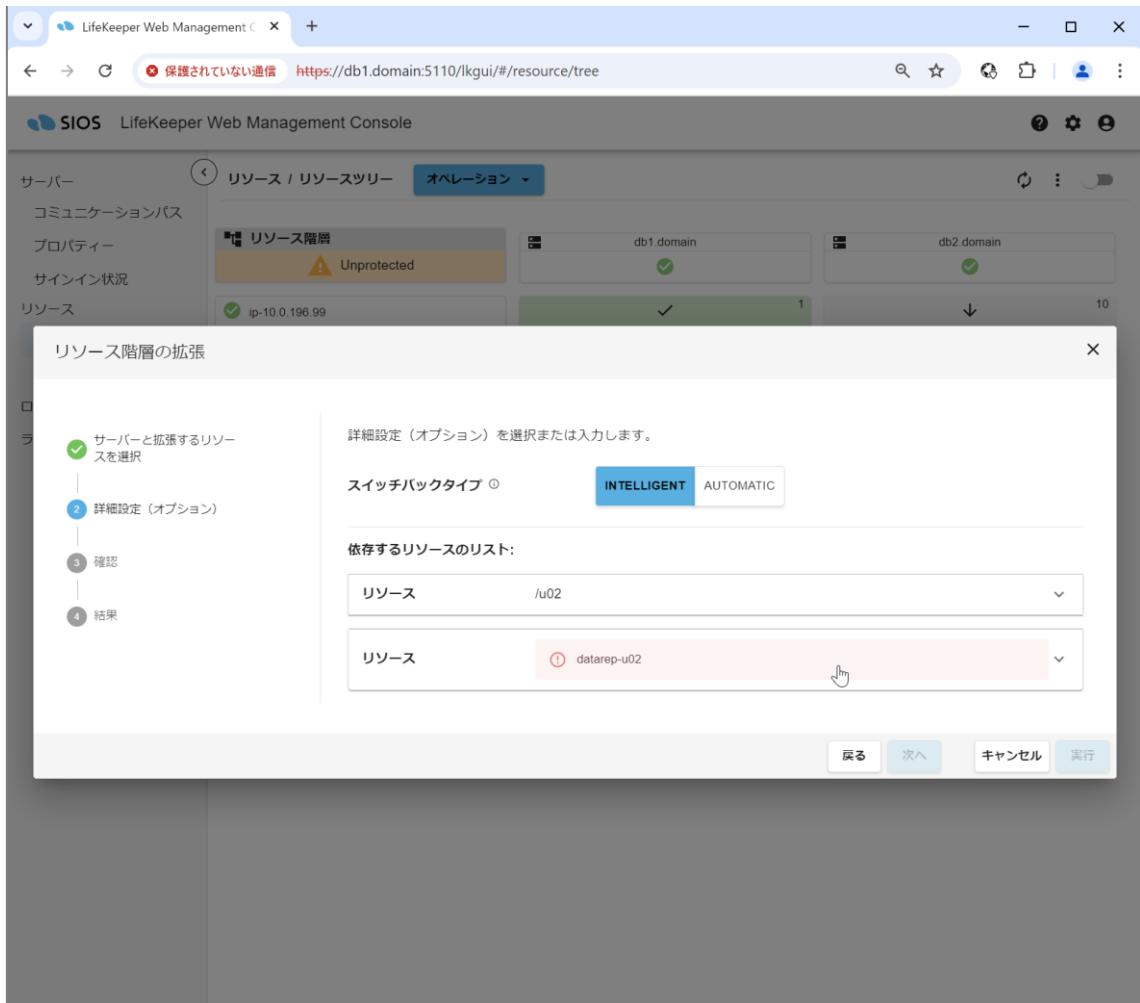 LifeKeeper Web Management C
保護されていない通信 https://db1.domain:5110/lkgui/#/resource/tree
SIOS LifeKeeper Web Management Console
サーバー
コミュニケーションパス
プロパティー
サインイン状況
リソース
リソース / リソースツリー オペレーション
リソース階層 db1.domain db2.domain
Unprotected
ip-10.0.196.99 1 10
リソース階層の拡張
サーバーと拡張するリソー
スを選択
2 詳細設定（オプション）
3 確認
4 結果
詳細設定（オプション）を選択または入力します。
スイッチバックタイプ INTELLIGENT AUTOMATIC
依存するリソースのリスト:
リソース /u02
リソース datarep-u02
戻る 次へ キャンセル 実行